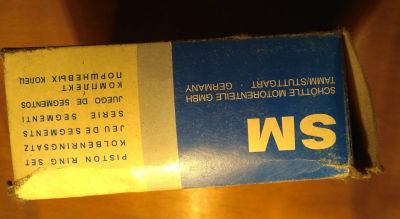 SM
SCHÖTTLE MOTORENTEILE GMBH
TAMM/STUTTGART · GERMANY
PISTON RING SET
KOLBENRINGSATZ
JEU DE SEGMENTS
SERIE SEGMENTI
JUEGO DE SEGMENTOS
КОМПЛЕКТ
ПОРШНЕВЫХ КОЛЕЦ